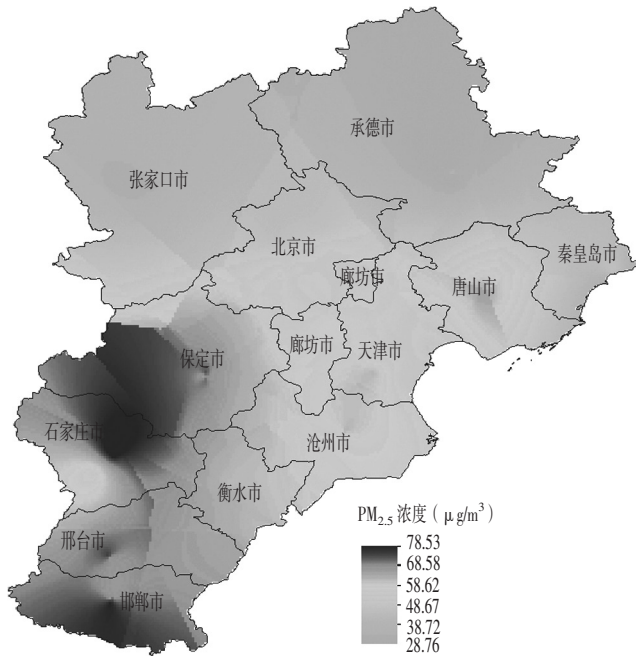 承德市
张家口市
北京市
秦皇岛市
廊坊市
唐山市
廊坊市
天津市
保定市
石家庄市
沧州市
衡水市
邢台市
邯郸市
PM2.5 浓度（μg/m3）
78.53
68.58
58.62
48.67
38.72
28.76